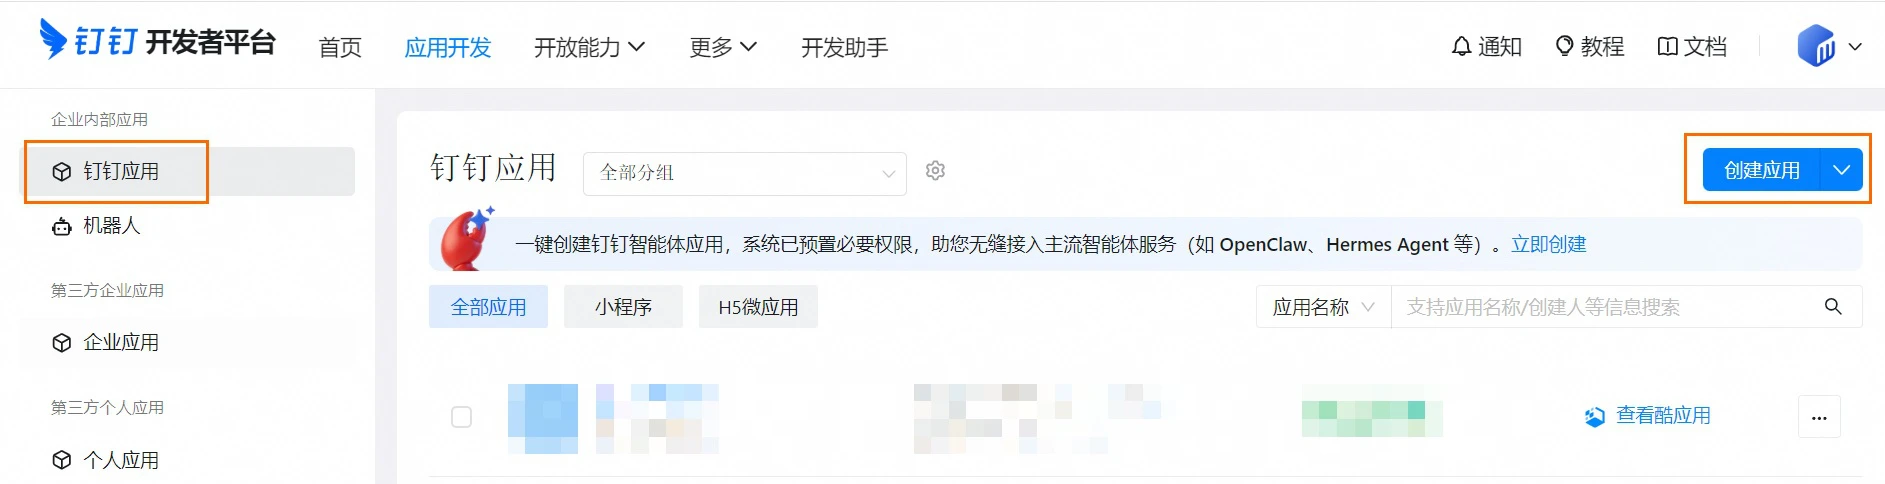 钉钉 开发者平台 首页 应用开发 开放能力 更多 开发助手 通知 教程 文档
企业内部应用
钉钉应用
机器人
第三方企业应用
企业应用
第三方个人应用
个人应用
钉钉应用 全部分组 创建应用
一键创建钉钉智能体应用，系统已预置必要权限，助您无缝接入主流智能体服务（如 OpenClaw、Hermes Agent 等）。立即创建
全部应用 小程序 H5微应用 应用名称 支持应用名称/创建人等信息搜索
查看酷应用 ...